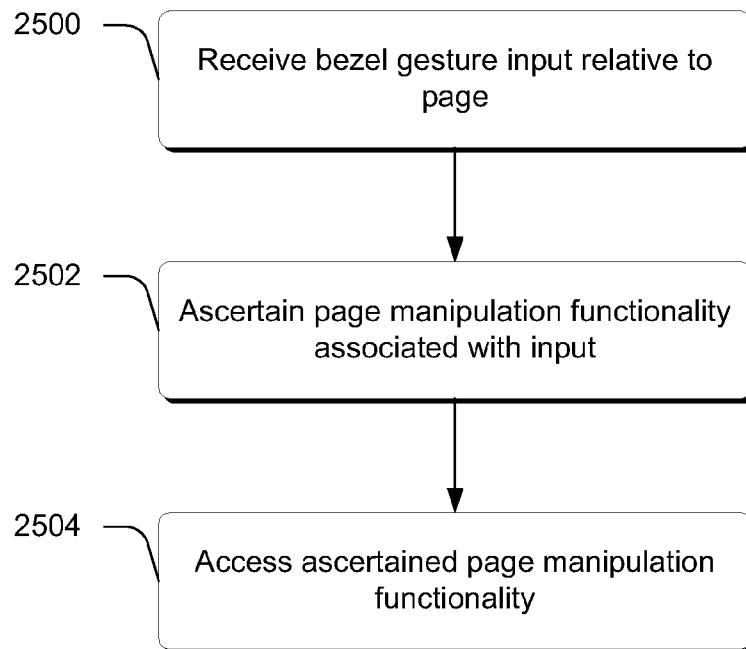 2500
Receive bezel gesture input relative to
page
2502
Ascertain page manipulation functionality
associated with input
2504
Access ascertained page manipulation
functionality